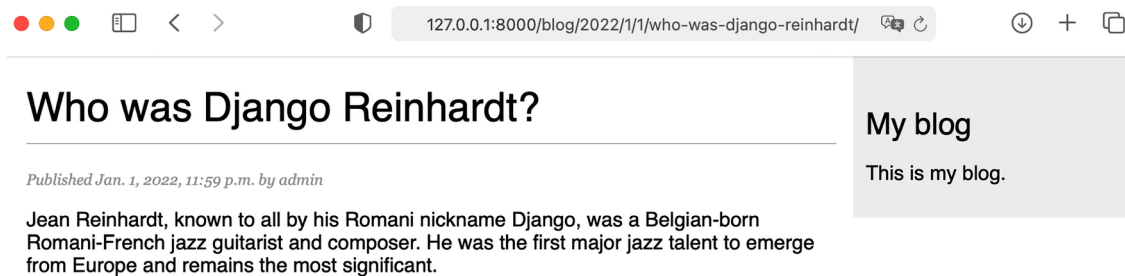 127.0.0.1:8000/blog/2022/1/1/who-was-django-reinhardt/
Who was Django Reinhardt?
Published Jan. 1, 2022, 11:59 p.m. by admin
Jean Reinhardt, known to all by his Romani nickname Django, was a Belgian-born
Romani-French jazz guitarist and composer. He was the first major jazz talent to emerge
from Europe and remains the most significant.
My blog
This is my blog.